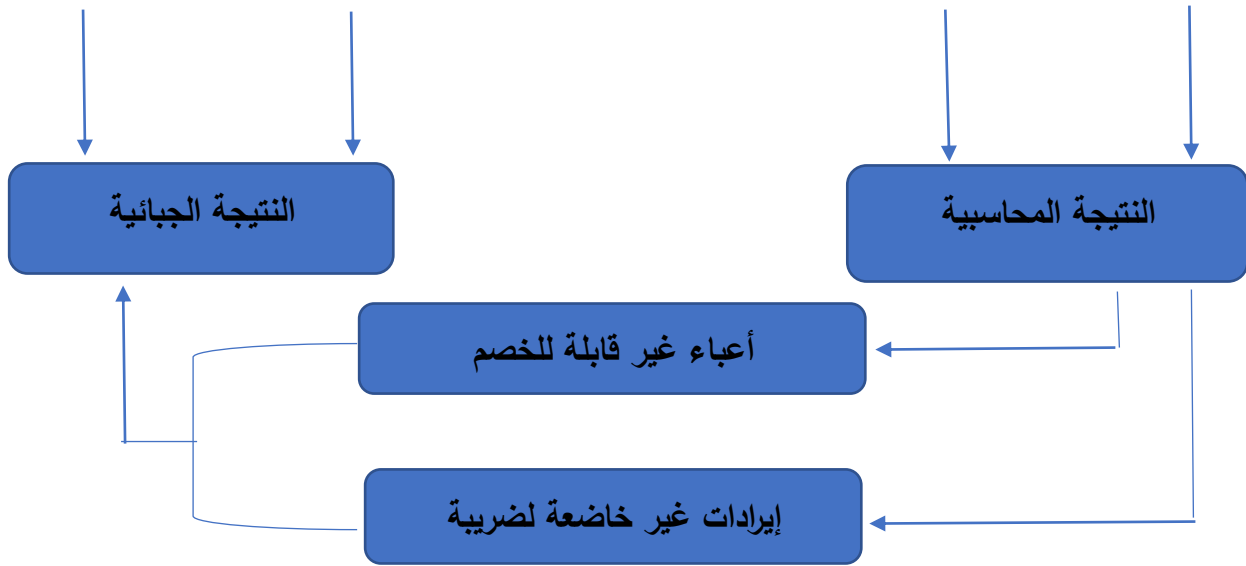 النتيجة المحاسبية
النتيجة الجبائية
أعباء غير قابلة للخصم
إيرادات غير خاضعة لضريبة